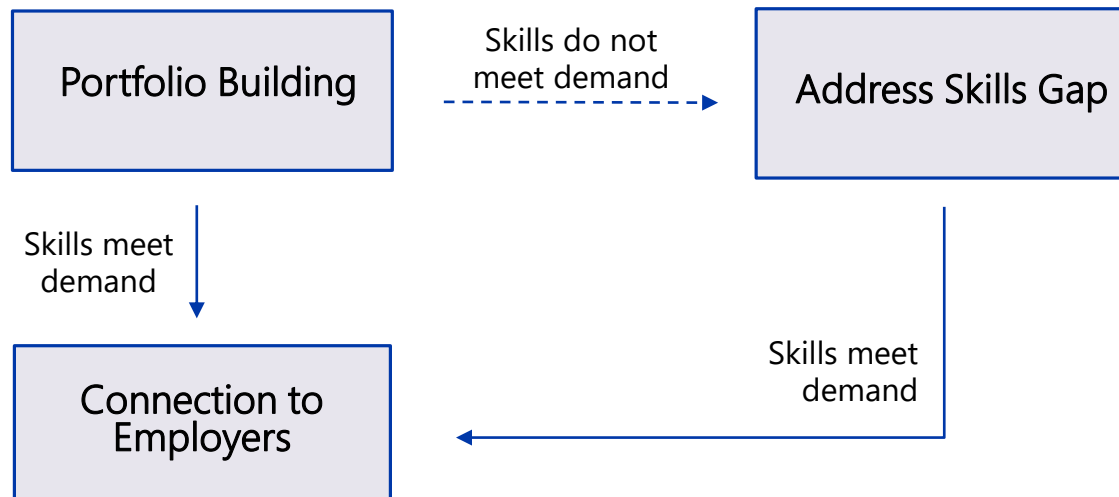 Skills do not
meet demand
Portfolio Building
Address Skills Gap
Skills meet
demand
Skills meet
demand
Connection to
Employers